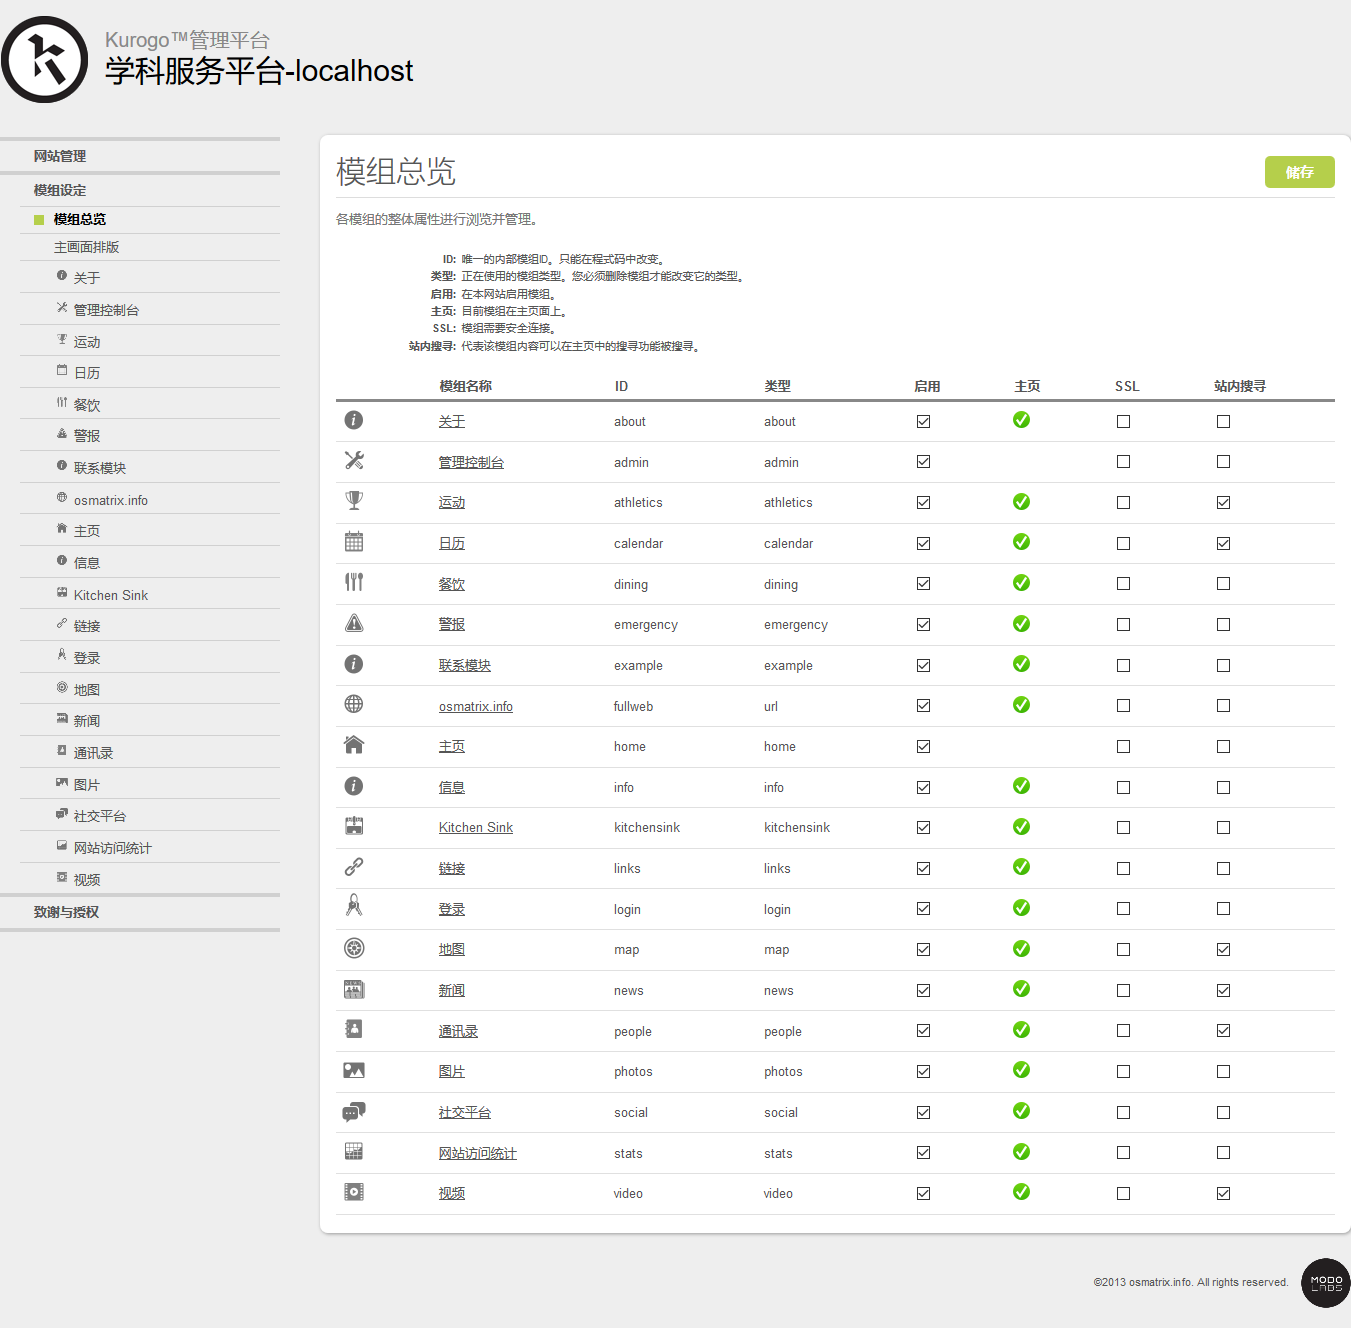 Kurogo™管理平台
学科服务平台-localhost
网站管理
模组设定
模组总览
主画面排版
关于
管理控制台
运动
日历
餐饮
警报
联系模块
osmatrix.info
主页
信息
Kitchen Sink
链接
登录
地图
新闻
通讯录
图片
社交平台
网站访问统计
视频
致谢与授权
模组总览
储存
各模组的整体属性进行浏览并管理。
ID: 唯一的内部模组ID。只能在程式码中改变。
类型: 正在使用的模组类型。您必须删除模组才能改变它的类型。
启用: 在本网站启用模组。
主页: 目前模组在主页面上。
SSL: 模组需要安全连接。
站内搜寻: 代表该模组内容可以在主页中的搜寻功能被搜寻。
模组名称 ID 类型 启用 主页 SSL 站内搜寻
关于 about about
管理控制台 admin admin
运动 athletics athletics
日历 calendar calendar
餐饮 dining dining
警报 emergency emergency
联系模块 example example
osmatrix.info fullweb url
主页 home home
信息 info info
Kitchen Sink kitchensink kitchensink
链接 links links
登录 login login
地图 map map
新闻 news news
通讯录 people people
图片 photos photos
社交平台 social social
网站访问统计 stats stats
视频 video video
©2013 osmatrix.info. All rights reserved.
MODO
LABS